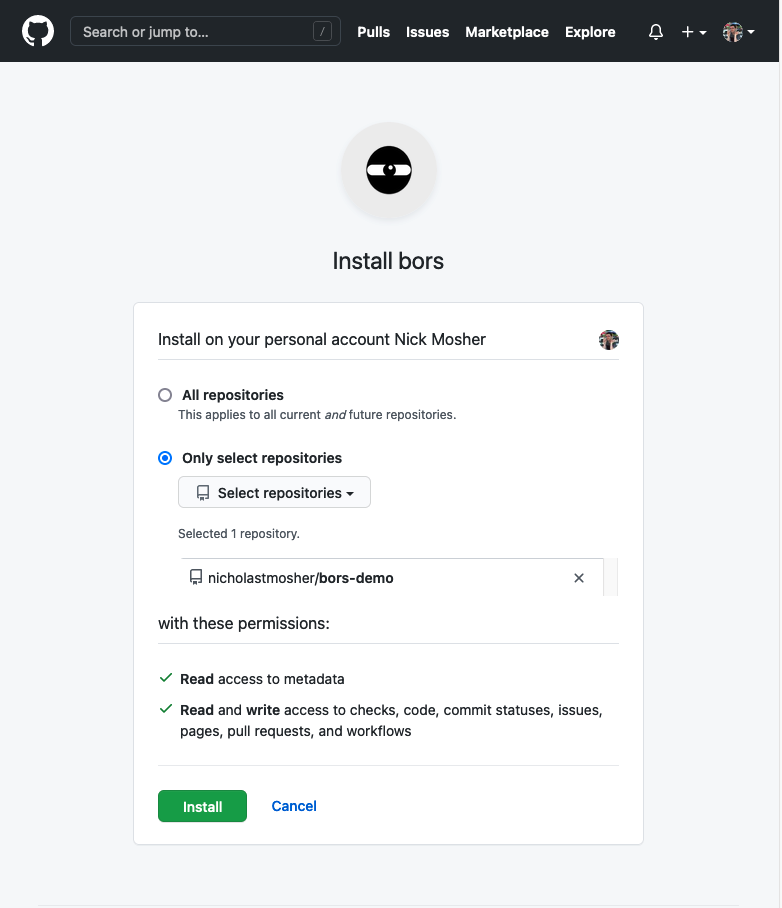 Search or jump to...
/
Pulls
Issues
Marketplace
Explore
Install bors
Install on your personal account Nick Mosher
All repositories
This applies to all current and future repositories.
Only select repositories
Select repositories
Selected 1 repository.
nicholastmosher/bors-demo
with these permissions:
Read access to metadata
Read and write access to checks, code, commit statuses, issues,
pages, pull requests, and workflows
Install
Cancel